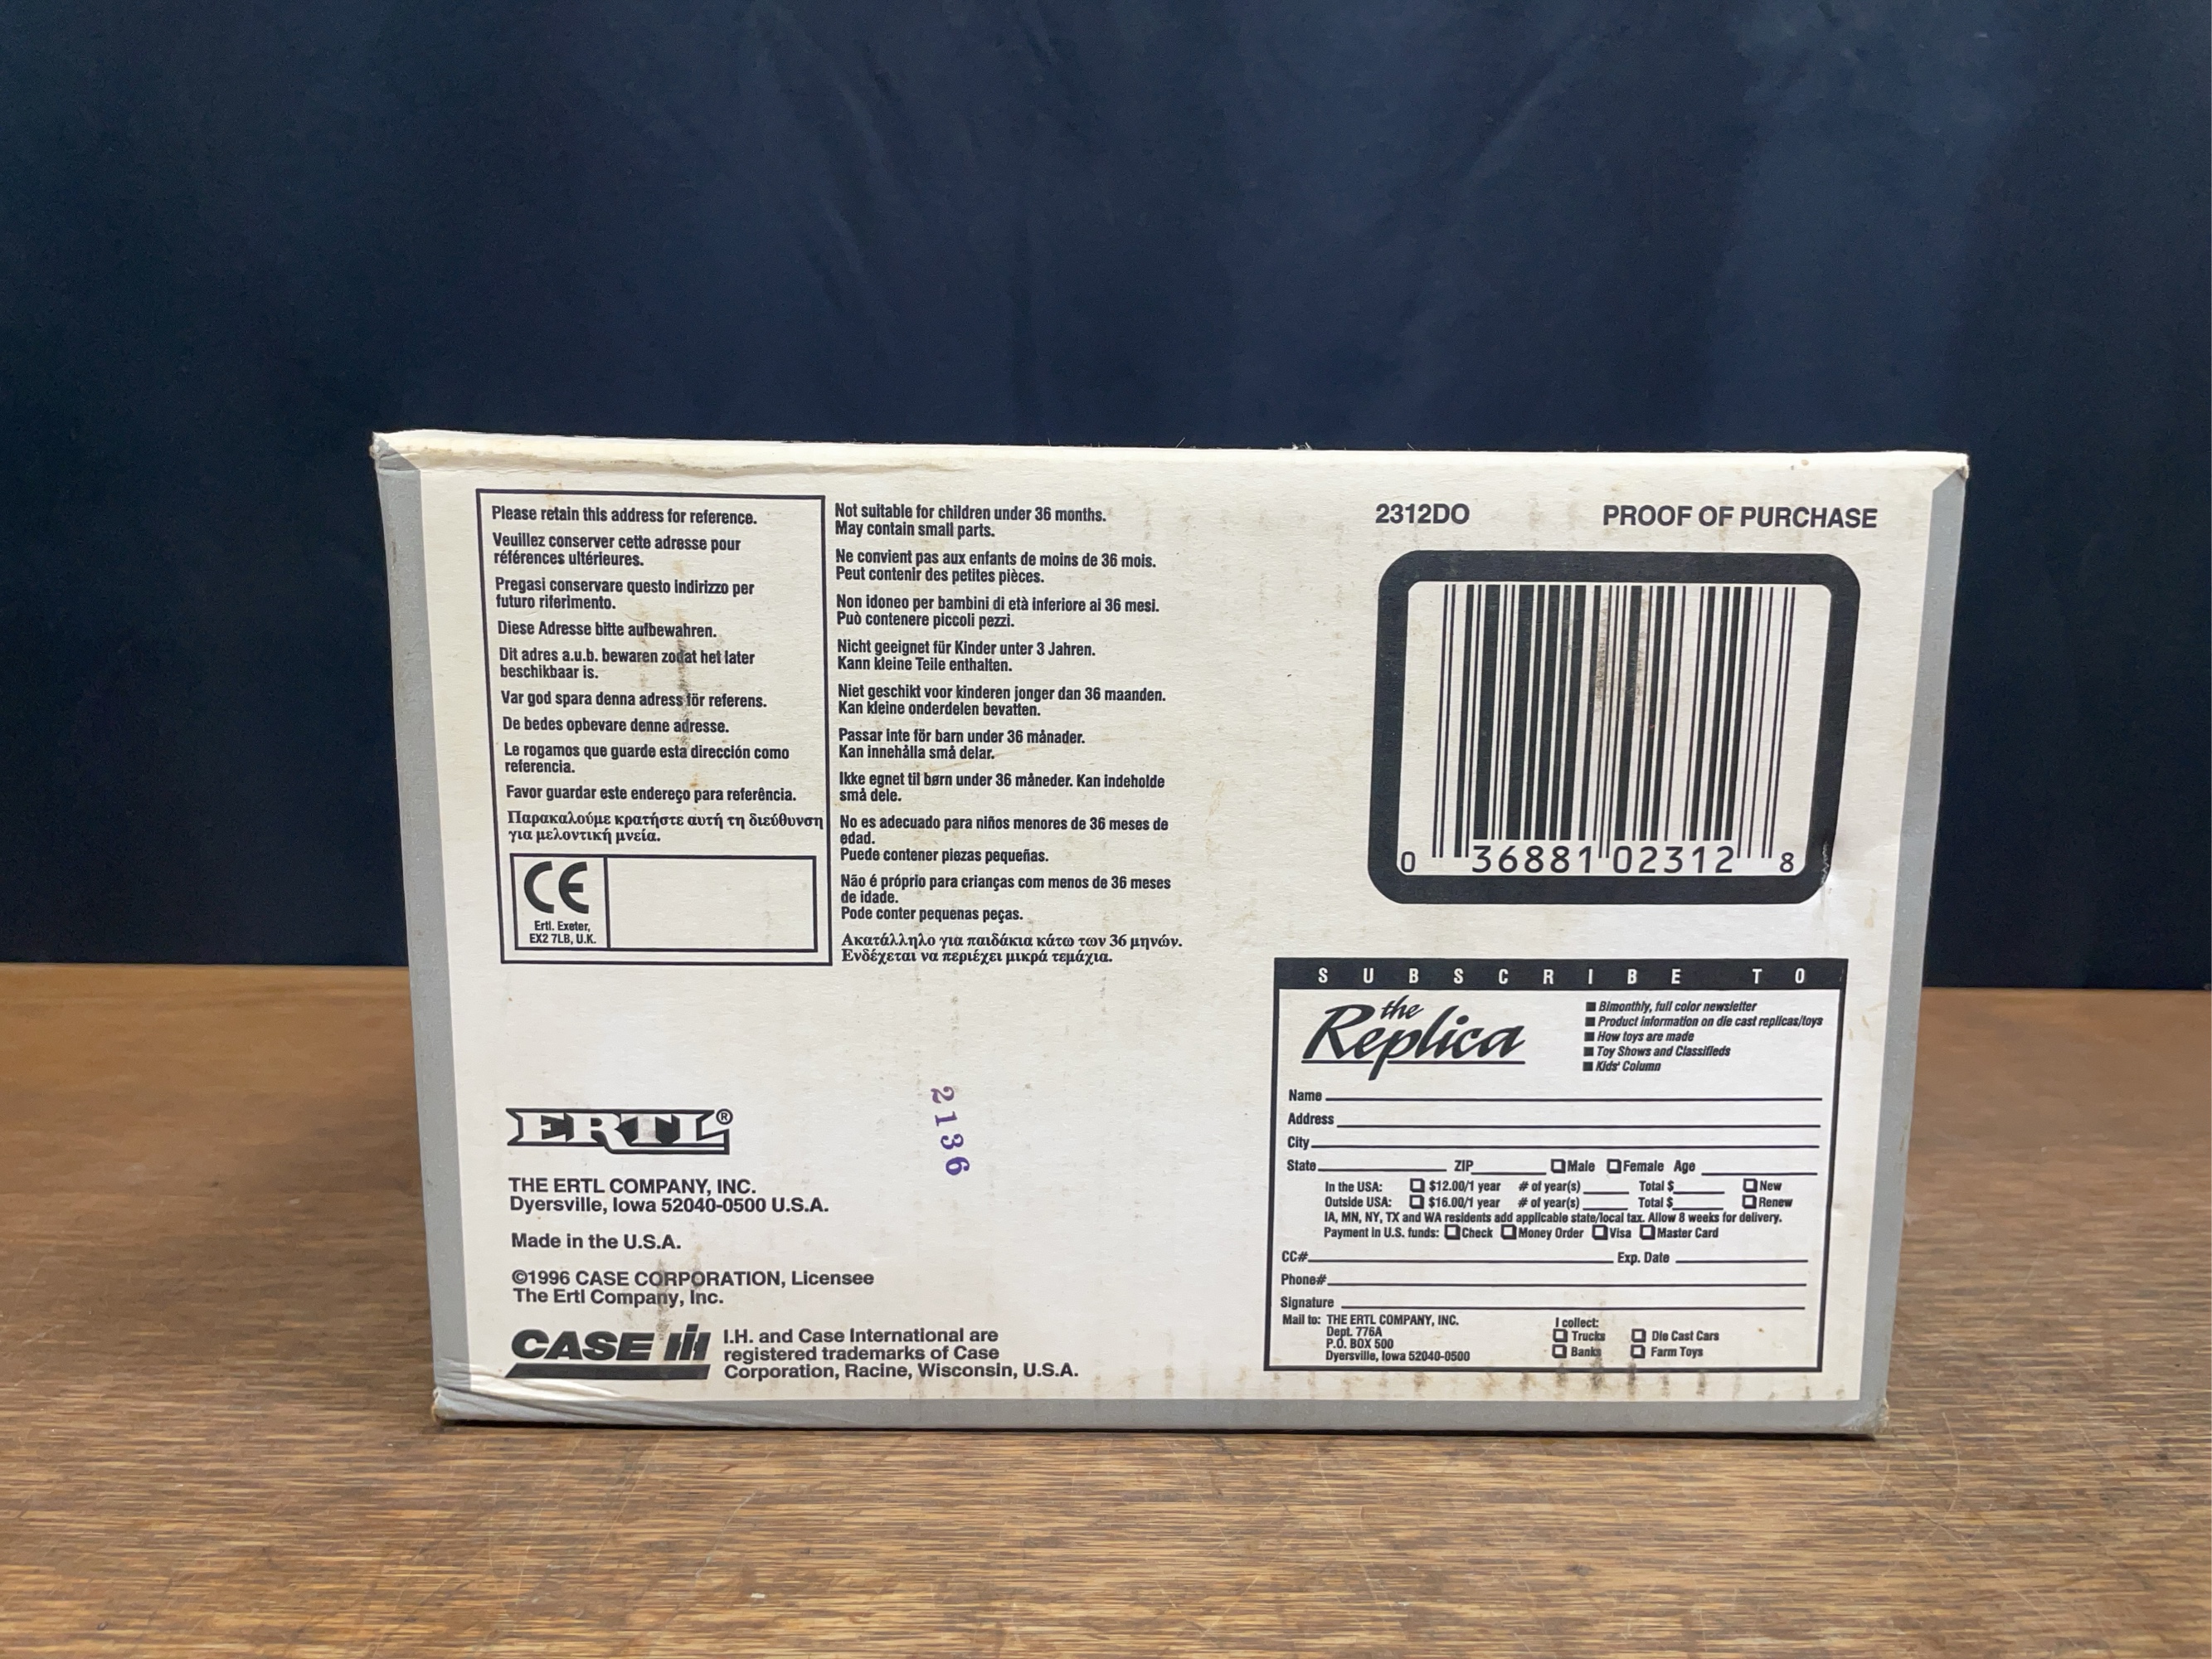 Please retain this address for reference.
Veuillez conserver cette adresse pour
références ultérieures.
Pregasi conservare questo indirizzo per
futuro riferimento.
Diese Adresse bitte aufbewahren.
Dit adres a.u.b. bewaren zodat het later
beschikbaar is.
Var god spara denna adress för referens.
De bedes opbevare denne adresse.
Le rogamos que guarde esta dirección como
referencia.
Favor guardar este endereço para referência.
Παρακαλούμε κρατήστε αυτή τη διεύθυνση
για μελοντική μνεία.
CE
Ertl. Exeter,
EX2 7LB, U.K.
Not suitable for children under 36 months.
May contain small parts.
Ne convient pas aux enfants de moins de 36 mois.
Peut contenir des petites pièces.
Non idoneo per bambini di età inferiore ai 36 mesi.
Può contenere piccoli pezzi.
Nicht geeignet für Kinder unter 3 Jahren.
Kann kleine Teile enthalten.
Niet geschikt voor kinderen jonger dan 36 maanden.
Kan kleine onderdelen bevatten.
Passar inte för barn under 36 månader.
Kan innehålla små delar.
Ikke egnet til børn under 36 måneder. Kan indeholde
små dele.
No es adecuado para niños menores de 36 meses de
edad.
Puede contener piezas pequeñas.
Não é próprio para crianças com menos de 36 meses
de idade.
Pode conter pequenas peças.
Ακατάλληλο για παιδάκια κάτω των 36 μηνών.
Ενδέχεται να περιέχει μικρά τεμάχια.
2312DO PROOF OF PURCHASE
0 36881 02312 8
ERTL®
THE ERTL COMPANY, INC.
Dyersville, Iowa 52040-0500 U.S.A.
Made in the U.S.A.
©1996 CASE CORPORATION, Licensee
The Ertl Company, Inc.
CASE IH
I.H. and Case International are
registered trademarks of Case
Corporation, Racine, Wisconsin, U.S.A.
2136
SUBSCRIBE TO
the
Replica
■ Bimonthly, full color newsletter
■ Product information on die cast replicas/toys
■ How toys are made
■ Toy Shows and Classifieds
■ Kids' Column
Name
Address
City
State ZIP ☐ Male ☐ Female Age
In the USA: ☐ $12.00/1 year # of year(s) Total $ ☐ New
Outside USA: ☐ $16.00/1 year # of year(s) Total $ ☐ Renew
IA, MN, NY, TX and WA residents add applicable state/local tax. Allow 8 weeks for delivery.
Payment in U.S. funds: ☐ Check ☐ Money Order ☐ Visa ☐ Master Card
CC# Exp. Date
Phone#
Signature
Mail to: THE ERTL COMPANY, INC.
Dept. 776A
P.O. BOX 500
Dyersville, Iowa 52040-0500
I collect:
☐ Trucks ☐ Die Cast Cars
☐ Banks ☐ Farm Toys